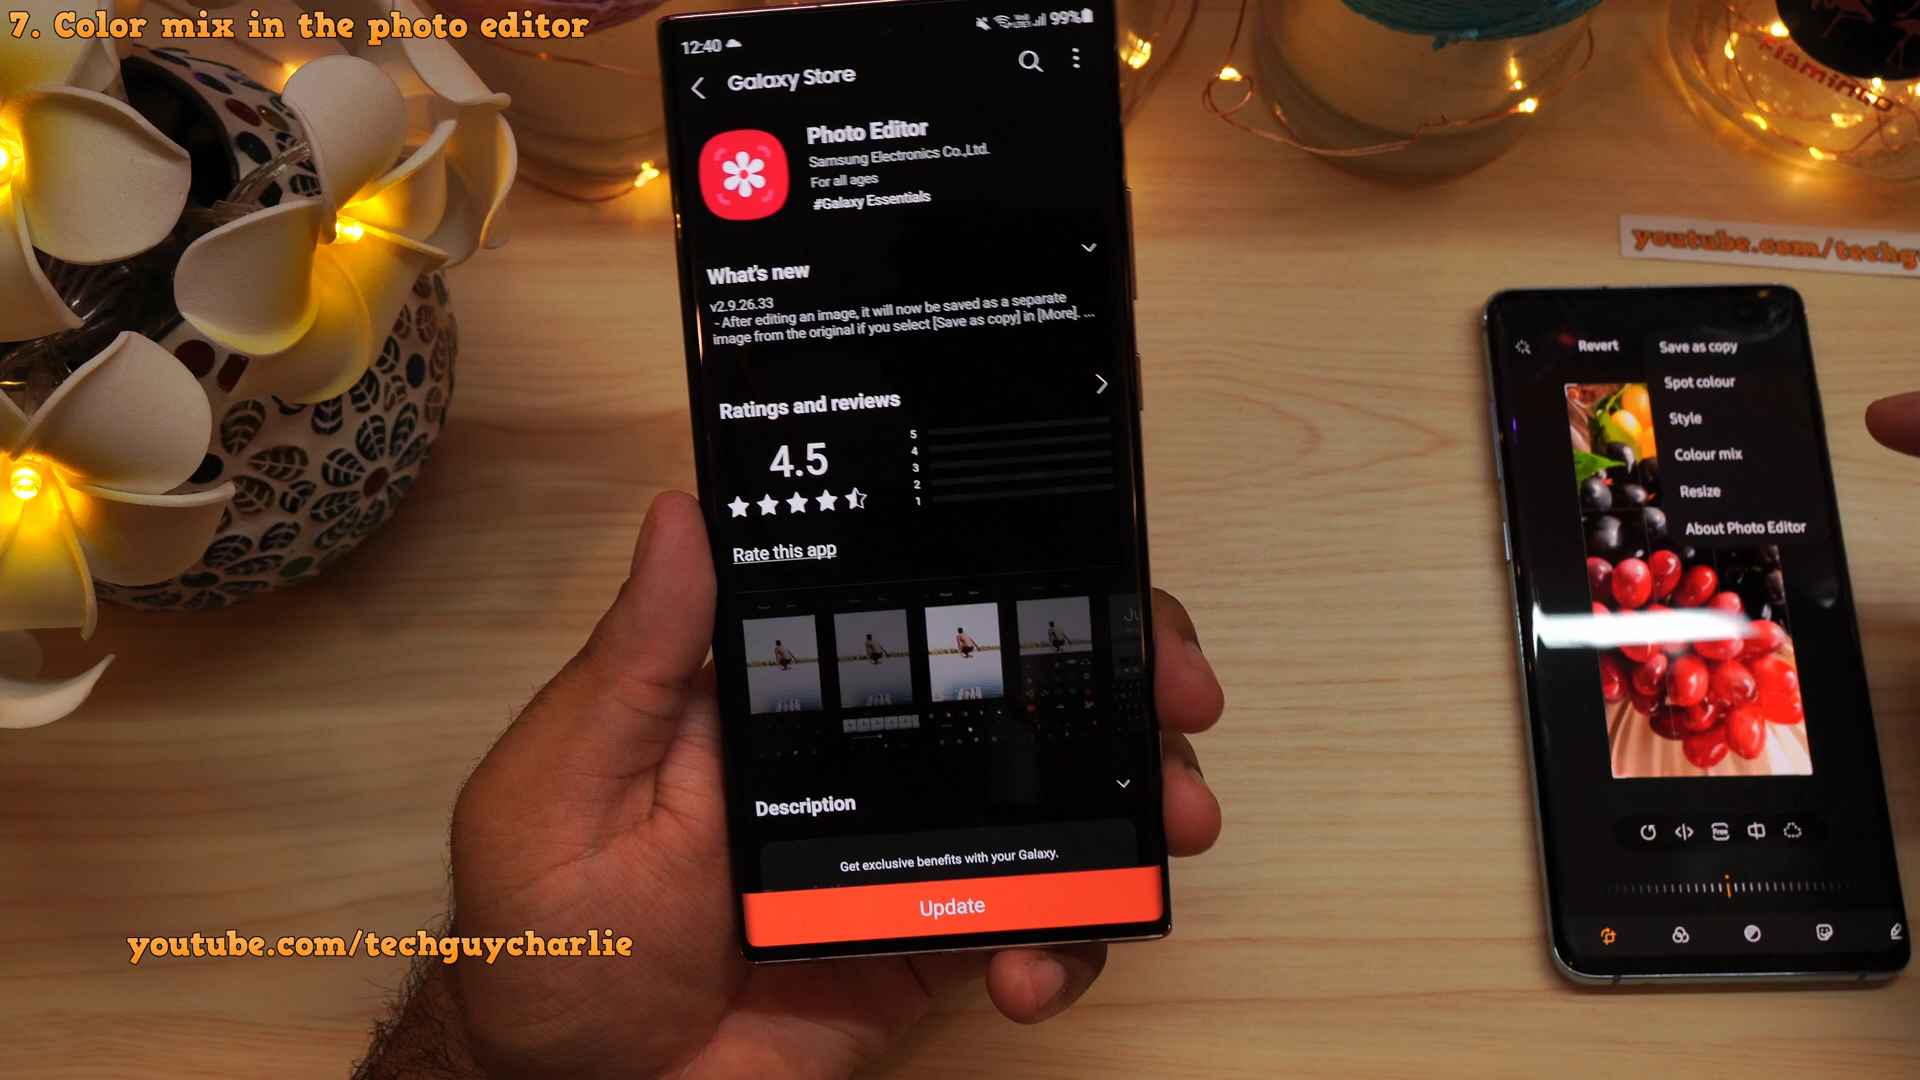 7. Color mix in the photo editor
12:40
99%
Galaxy Store
Photo Editor
Samsung Electronics Co.,Ltd.
For all ages
#Galaxy Essentials
What's new
v2.9.26.33
- After editing an image, it will now be saved as a separate
image from the original if you select [Save as copy] in [More]. ...
Ratings and reviews
4.5
5
4
3
2
1
Rate this app
Description
Get exclusive benefits with your Galaxy.
Update
flamingo
youtube.com/techgu
Revert
Save as copy
Spot colour
Style
Colour mix
Resize
About Photo Editor
Free
youtube.com/techguycharlie